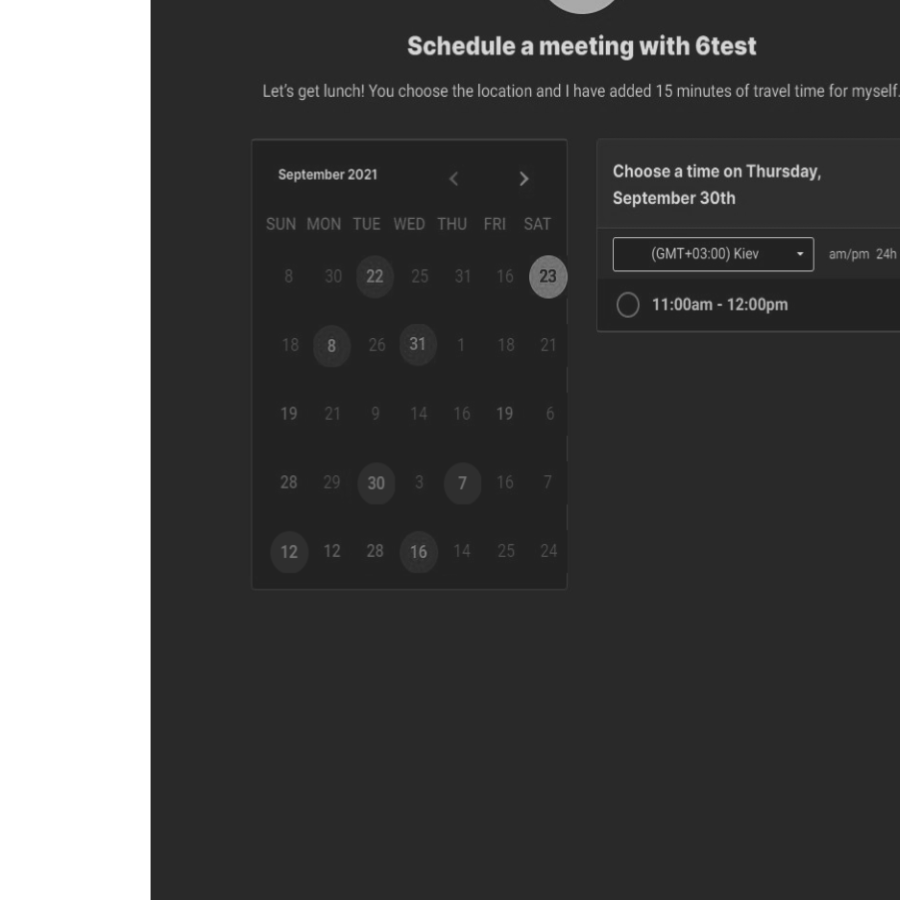 Schedule a meeting with 6test
Let's get lunch! You choose the location and I have added 15 minutes of travel time for myself.
September 2021
SUN MON TUE WED THU FRI SAT
8 30 22 25 31 16 23
18 8 26 31 1 18 21
19 21 9 14 16 19 6
28 29 30 3 7 16 7
12 12 28 16 14 25 24
Choose a time on Thursday,
September 30th
(GMT+03:00) Kiev am/pm 24h
11:00am - 12:00pm